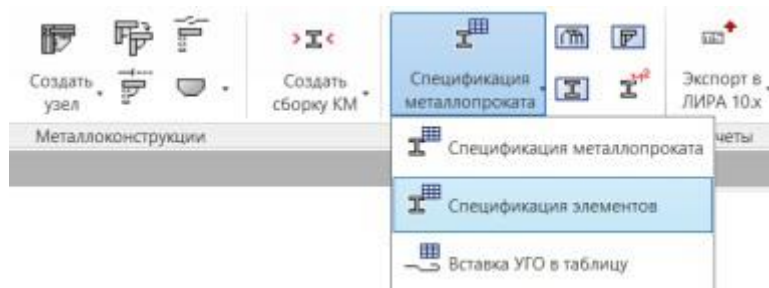 Создать
узел
Создать
сборку КМ
Спецификация
металлопроката
Экспорт в
ЛИРА 10.x
Металлоконструкции
четы
Спецификация металлопроката
Спецификация элементов
Вставка УГО в таблицу